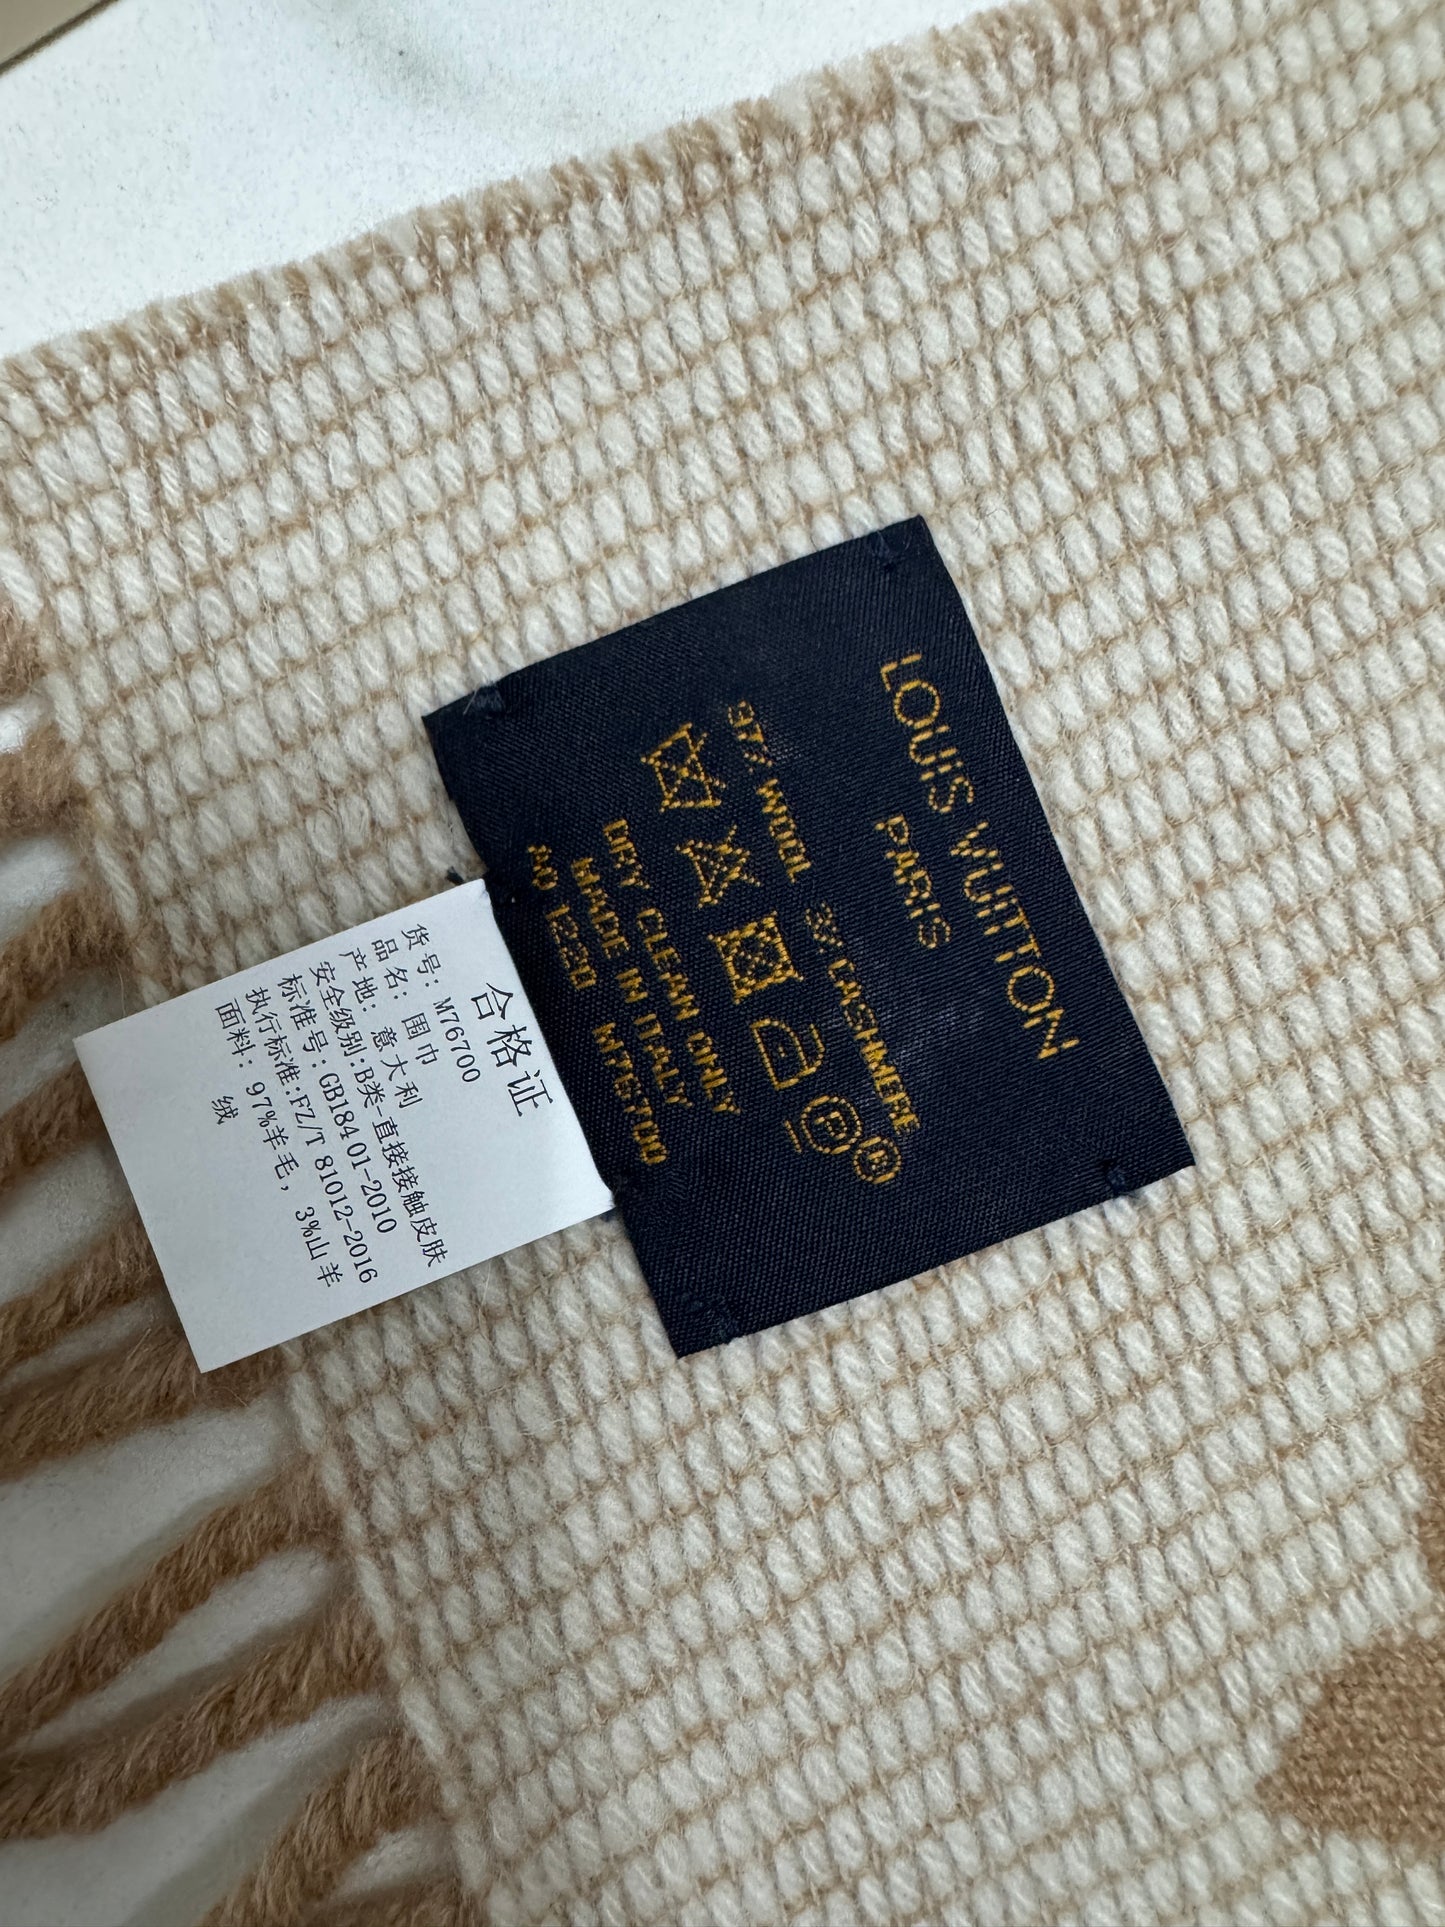 LOUIS VUITTON
PARIS
97% WOOL 3% CASHMERE
B
F
DRY CLEAN ONLY
MADE IN ITALY
AQ 1220 M76700
合格证
货号: M76700
品名: 围巾
产地: 意大利
安全级别:B类-直接接触皮肤
标准号:GB18401-2010
执行标准:FZ/T 81012-2016
面料: 97%羊毛, 3%山羊
绒